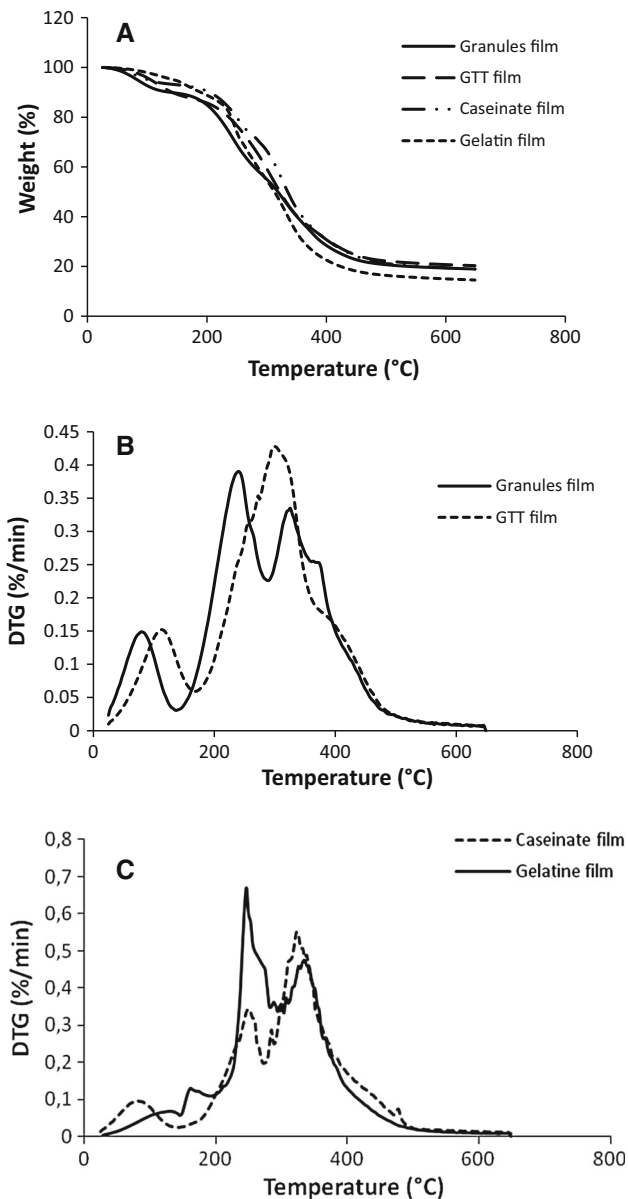 A
Granules film
GTT film
Caseinate film
Gelatin film
120
100
80
60
40
20
0
Weight (%)
0 200 400 600 800
Temperature (°C)
B
Granules film
GTT film
0.45
0.4
0.35
0.3
0.25
0.2
0.15
0.1
0.05
0
DTG (%/min)
0 200 400 600 800
Temperature (°C)
C
Caseinate film
Gelatine film
0,8
0,7
0,6
0,5
0,4
0,3
0,2
0,1
0
DTG (%/min)
0 200 400 600 800
Temperature (°C)